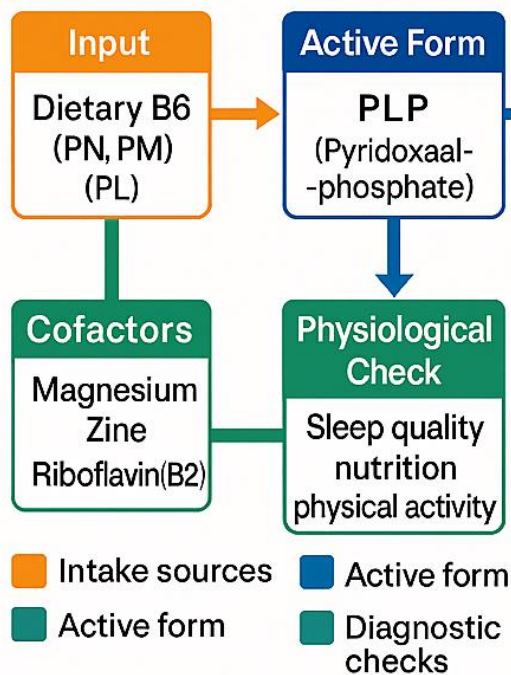 Input
Dietary B6
(PN, PM)
(PL)
Active Form
PLP
(Pyridoxaal-
-phosphate)
Cofactors
Magnesium
Zine
Riboflavin(B2)
Physiological
Check
Sleep quality
nutrition
physical activity
Intake sources
Active form
Active form
Diagnostic
checks